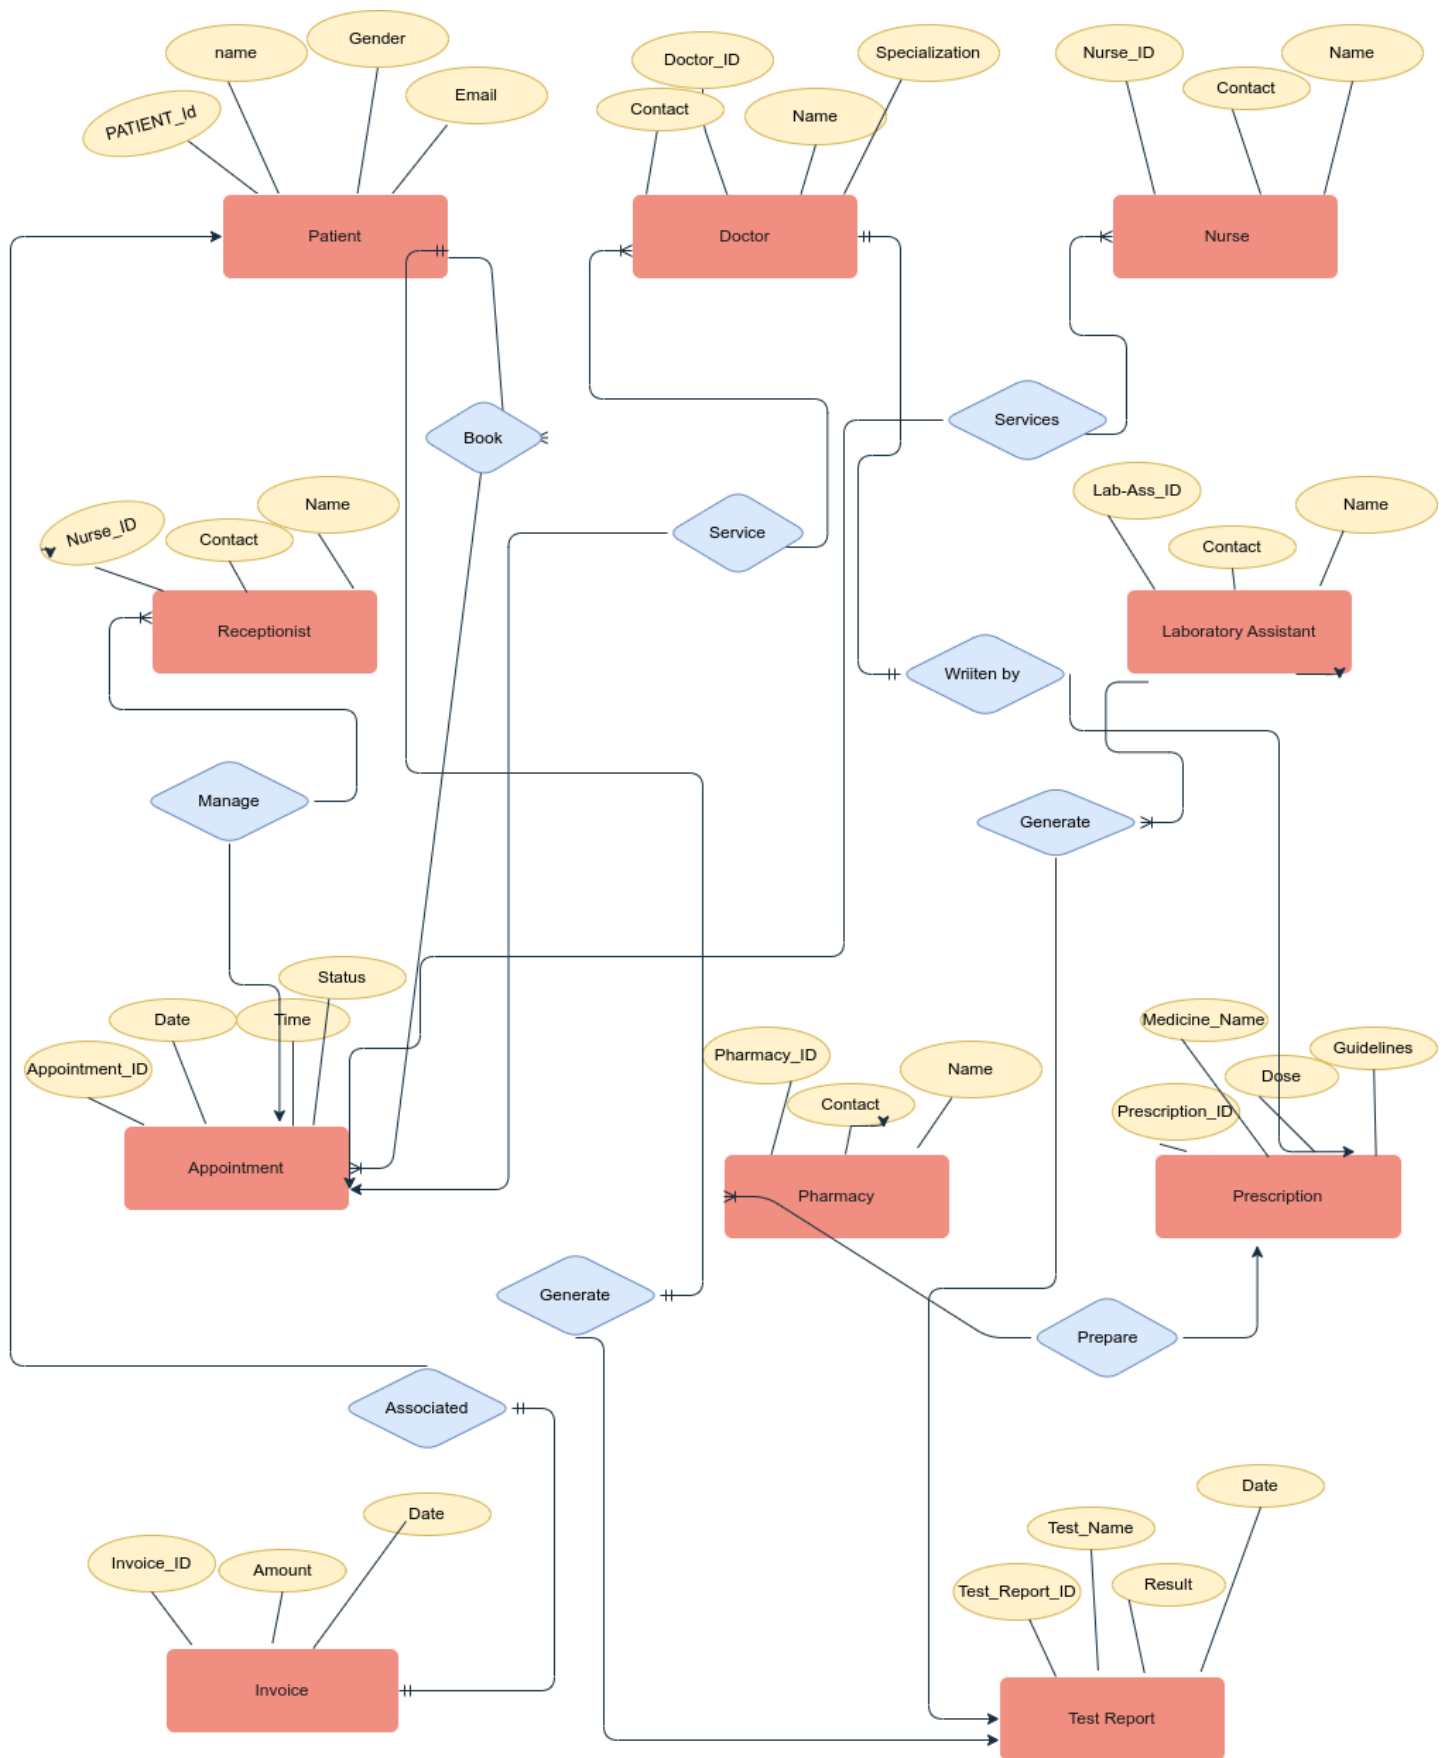 name
Gender
Email
PATIENT_Id
Patient
Doctor_ID
Specialization
Contact
Name
Doctor
Nurse_ID
Name
Contact
Nurse
Book
Services
Service
Nurse_ID
Contact
Name
Receptionist
Lab-Ass_ID
Name
Contact
Laboratory Assistant
Wriiten by
Manage
Generate
Status
Date
Time
Appointment_ID
Appointment
Pharmacy_ID
Name
Contact
Pharmacy
Medicine_Name
Guidelines
Dose
Prescription_ID
Prescription
Generate
Prepare
Associated
Date
Invoice_ID
Amount
Invoice
Date
Test_Name
Test_Report_ID
Result
Test Report